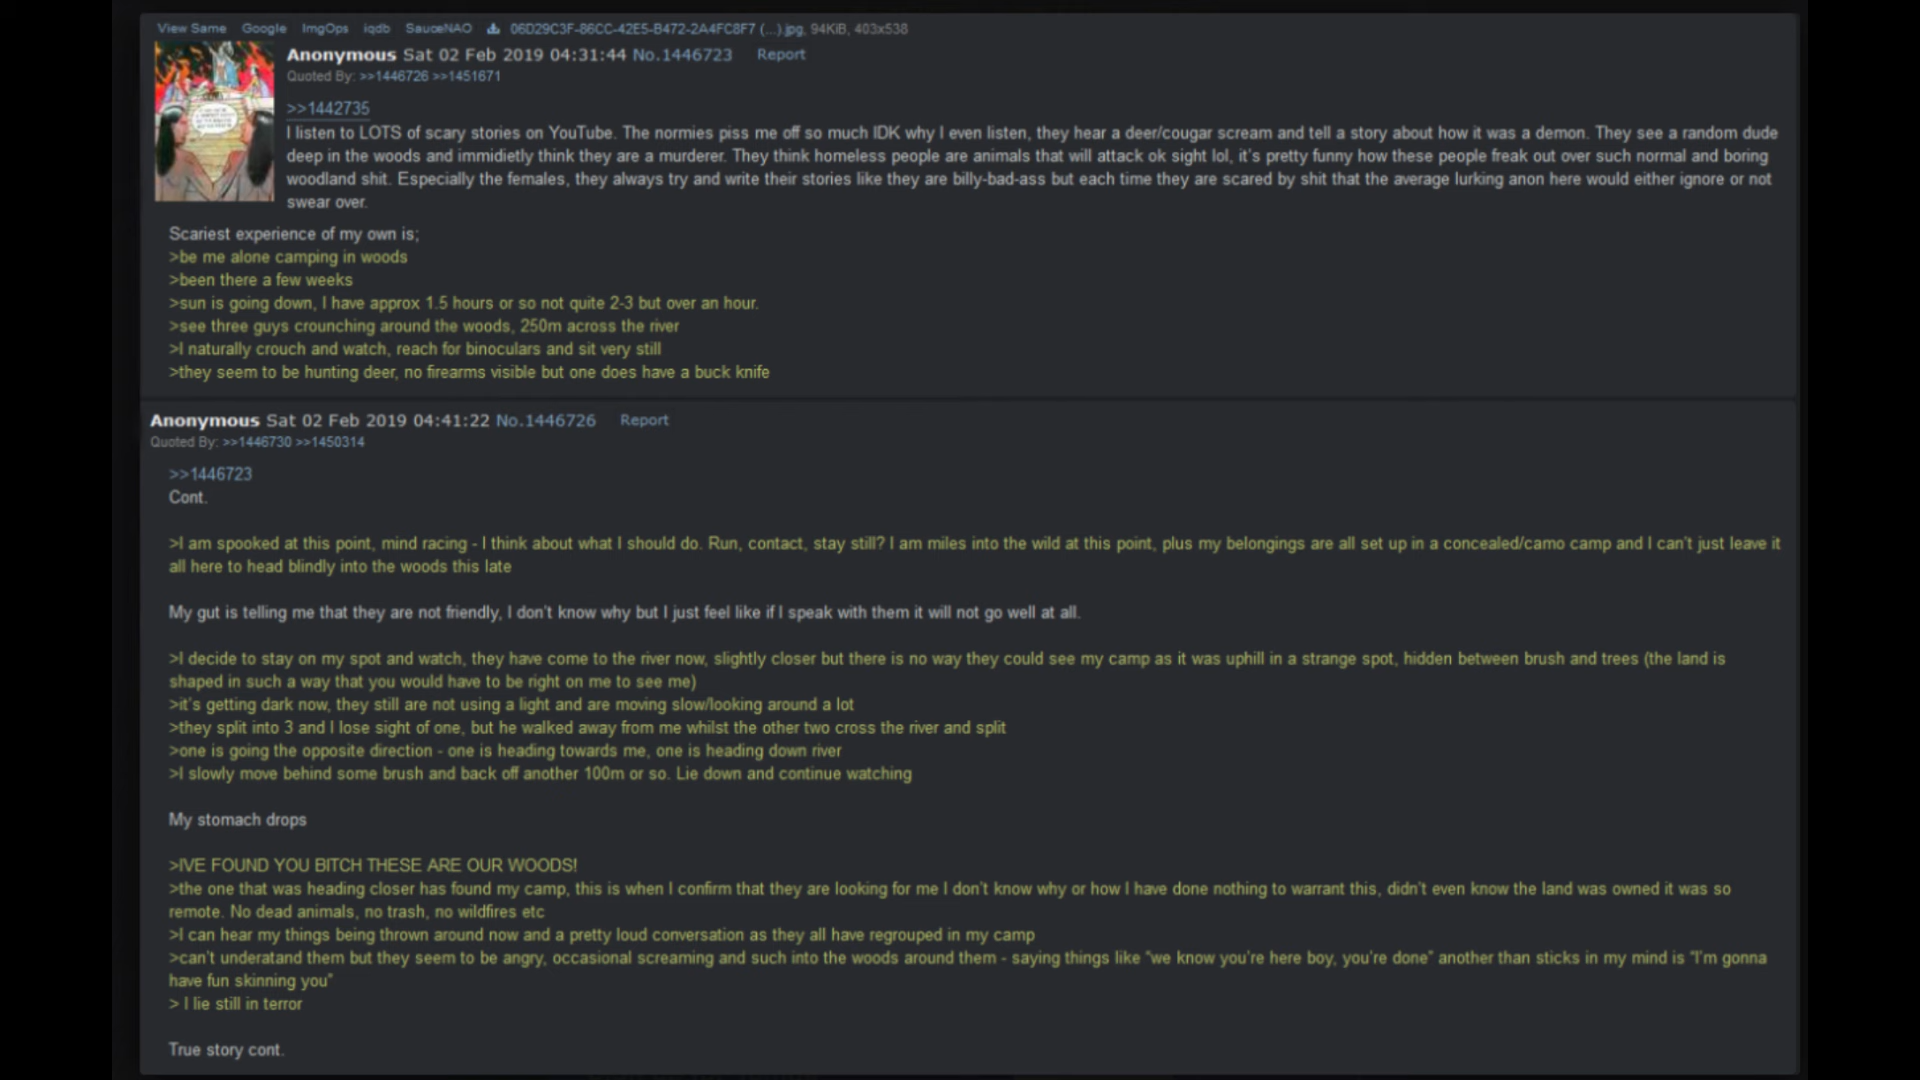 View Same Google ImgOps iqdb SauceNAO 06D29C3F-86CC-42E5-B472-2A4FC8F7 (...).jpg, 94KiB, 403x538
Anonymous Sat 02 Feb 2019 04:31:44 No.1446723 Report
Quoted By: >>1446726 >>1451671
>>1442735
I listen to LOTS of scary stories on YouTube. The normies piss me off so much IDK why I even listen, they hear a deer/cougar scream and tell a story about how it was a demon. They see a random dude
deep in the woods and immidietly think they are a murderer. They think homeless people are animals that will attack ok sight lol, it's pretty funny how these people freak out over such normal and boring
woodland shit. Especially the females, they always try and write their stories like they are billy-bad-ass but each time they are scared by shit that the average lurking anon here would either ignore or not
swear over.
Scariest experience of my own is;
>be me alone camping in woods
>been there a few weeks
>sun is going down, I have approx 1.5 hours or so not quite 2-3 but over an hour.
>see three guys crounching around the woods, 250m across the river
>I naturally crouch and watch, reach for binoculars and sit very still
>they seem to be hunting deer, no firearms visible but one does have a buck knife
Anonymous Sat 02 Feb 2019 04:41:22 No.1446726 Report
Quoted By: >>1446730 >>1450314
>>1446723
Cont.
>I am spooked at this point, mind racing - I think about what I should do. Run, contact, stay still? I am miles into the wild at this point, plus my belongings are all set up in a concealed/camo camp and I can't just leave it
all here to head blindly into the woods this late
My gut is telling me that they are not friendly, I don't know why but I just feel like if I speak with them it will not go well at all.
>I decide to stay on my spot and watch, they have come to the river now, slightly closer but there is no way they could see my camp as it was uphill in a strange spot, hidden between brush and trees (the land is
shaped in such a way that you would have to be right on me to see me)
>it's getting dark now, they still are not using a light and are moving slow/looking around a lot
>they split into 3 and I lose sight of one, but he walked away from me whilst the other two cross the river and split
>one is going the opposite direction - one is heading towards me, one is heading down river
>I slowly move behind some brush and back off another 100m or so. Lie down and continue watching
My stomach drops
>IVE FOUND YOU BITCH THESE ARE OUR WOODS!
>the one that was heading closer has found my camp, this is when I confirm that they are looking for me I don't know why or how I have done nothing to warrant this, didn't even know the land was owned it was so
remote. No dead animals, no trash, no wildfires etc
>I can hear my things being thrown around now and a pretty loud conversation as they all have regrouped in my camp
>can't understand them but they seem to be angry, occasional screaming and such into the woods around them - saying things like "we know you're here boy, you're done" another than sticks in my mind is "I'm gonna
have fun skinning you"
> I lie still in terror
True story cont.